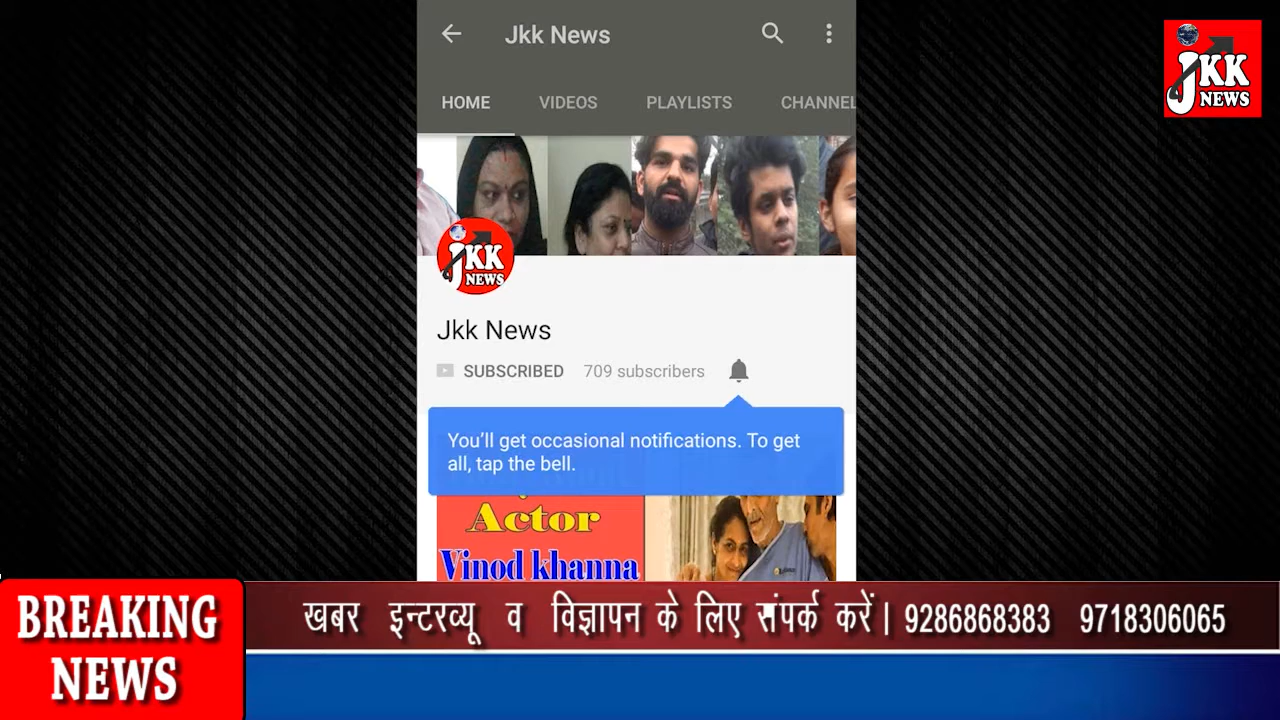 Jkk News
JKK
NEWS
HOME VIDEOS PLAYLISTS CHANNEL
JKK
NEWS
Jkk News
SUBSCRIBED 709 subscribers
You’ll get occasional notifications. To get
all, tap the bell.
Actor
Vinod khanna
BREAKING
NEWS
खबर इन्टरव्यू व विज्ञापन के लिए संपर्क करें। 9286868383 9718306065